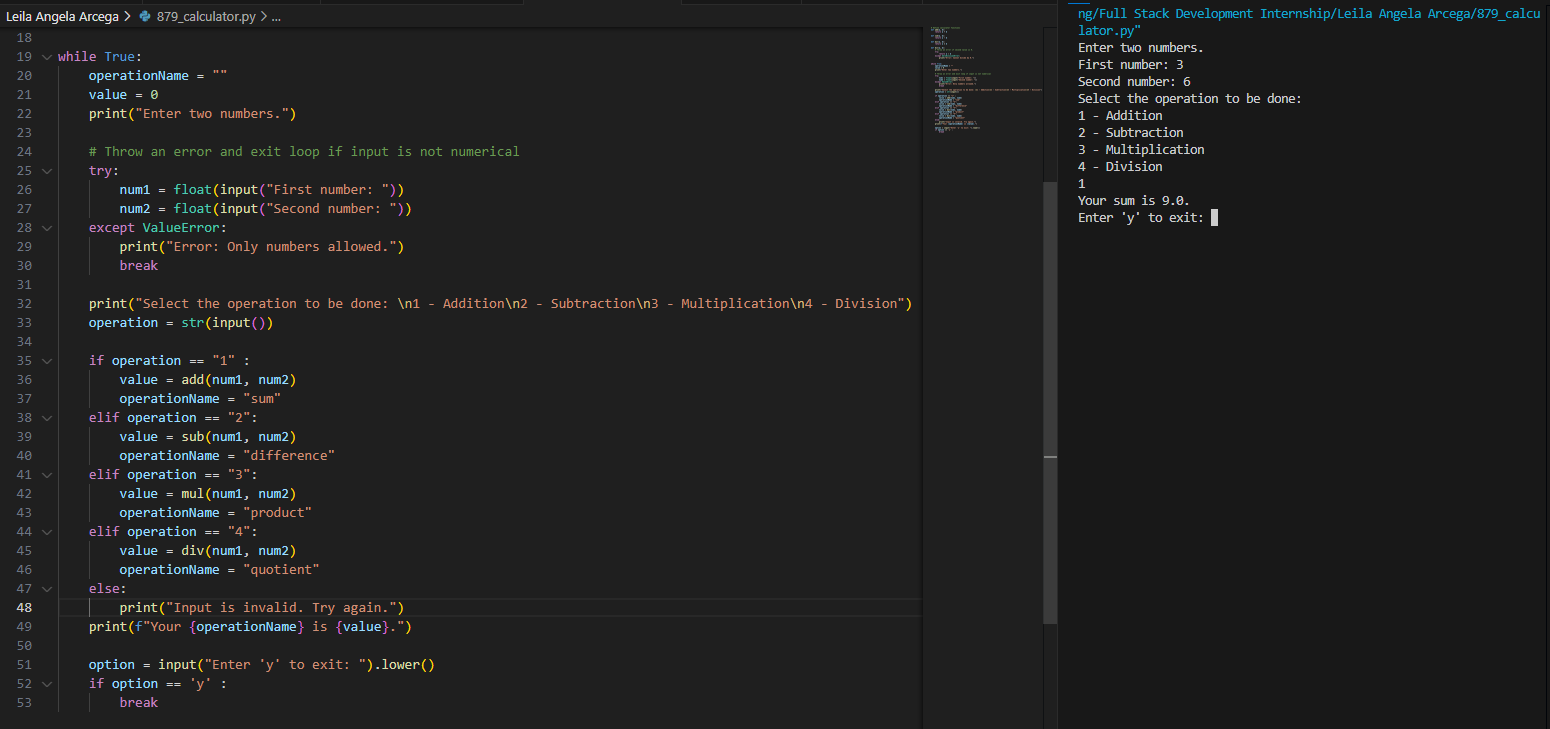 Leila Angela Arcega > 879_calculator.py > ...
18
19 while True:
20     operationName = ""
21     value = 0
22     print("Enter two numbers.")
23
24     # Throw an error and exit loop if input is not numerical
25     try:
26         num1 = float(input("First number: "))
27         num2 = float(input("Second number: "))
28     except ValueError:
29         print("Error: Only numbers allowed.")
30         break
31
32     print("Select the operation to be done: \n1 - Addition\n2 - Subtraction\n3 - Multiplication\n4 - Division")
33     operation = str(input())
34
35     if operation == "1" :
36         value = add(num1, num2)
37         operationName = "sum"
38     elif operation == "2":
39         value = sub(num1, num2)
40         operationName = "difference"
41     elif operation == "3":
42         value = mul(num1, num2)
43         operationName = "product"
44     elif operation == "4":
45         value = div(num1, num2)
46         operationName = "quotient"
47     else:
48         print("Input is invalid. Try again.")
49     print(f"Your {operationName} is {value}.")
50
51     option = input("Enter 'y' to exit: ").lower()
52     if option == 'y' :
53         break
ng/Full Stack Development Internship/Leila Angela Arcega/879_calcu
lator.py"
Enter two numbers.
First number: 3
Second number: 6
Select the operation to be done:
1 - Addition
2 - Subtraction
3 - Multiplication
4 - Division
1
Your sum is 9.0.
Enter 'y' to exit: